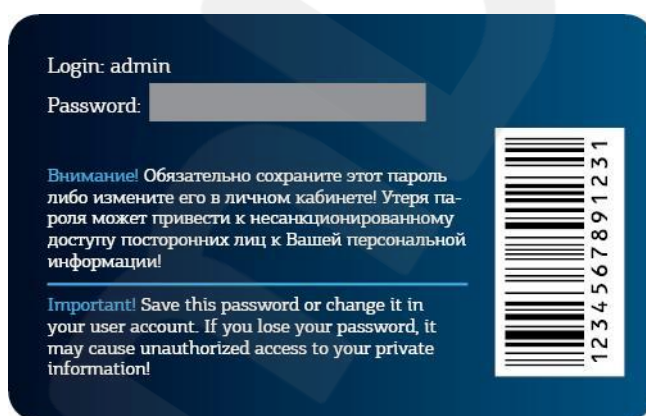 Login: admin
Password:
Внимание! Обязательно сохраните этот пароль
либо измените его в личном кабинете! Утеря па-
роля может привести к несанкционированному
доступу посторонних лиц к Вашей персональной
информации!
Important! Save this password or change it in
your user account. If you lose your password, it
may cause unauthorized access to your private
information!
1234567891231